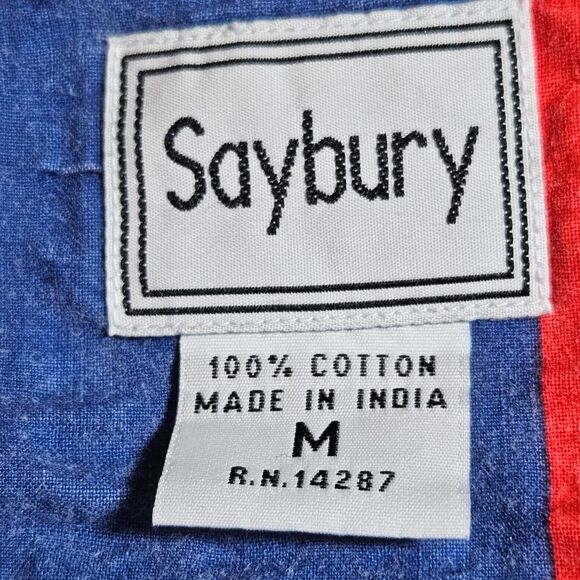 Saybury
100% COTTON
MADE IN INDIA
M
R.N.14287